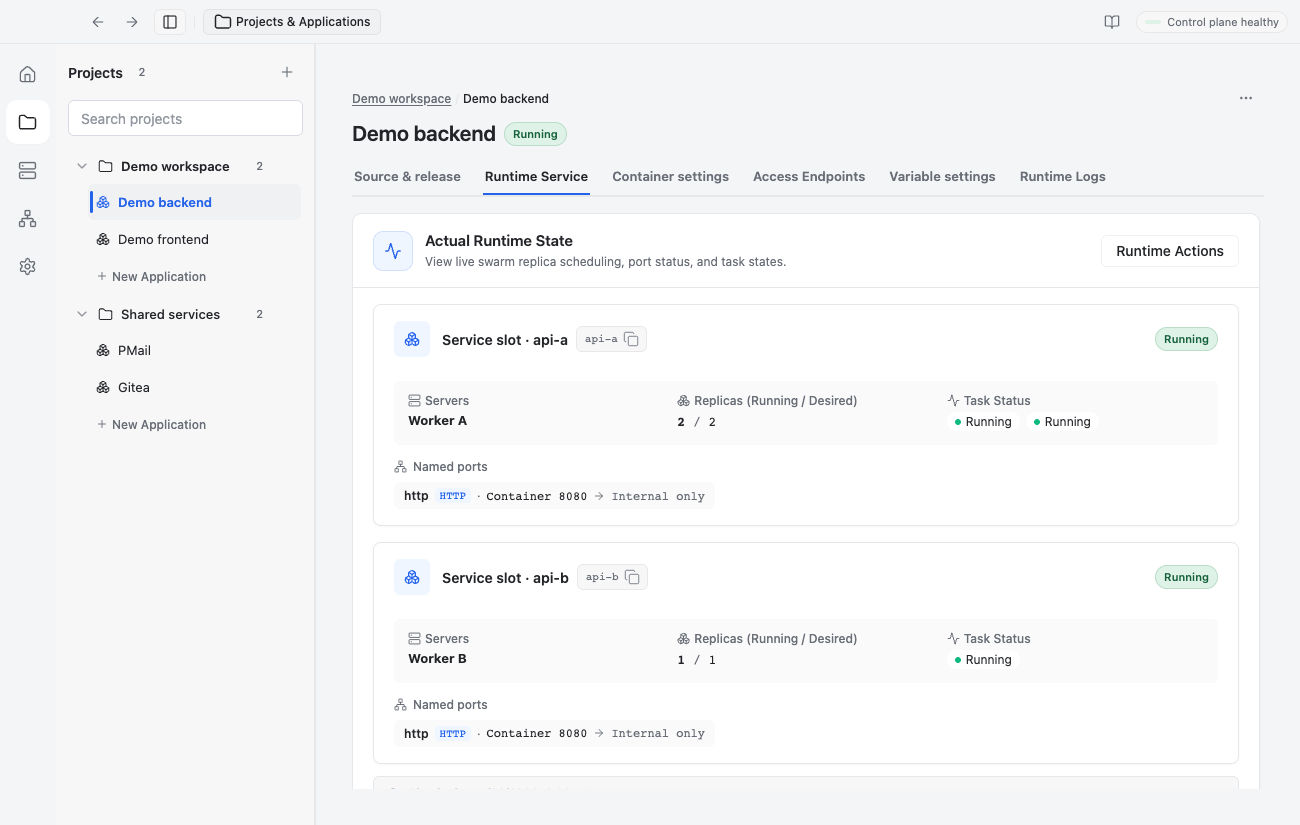 Projects & Applications
Control plane healthy
Projects 2
Search projects
Demo workspace 2
Demo backend
Demo frontend
New Application
Shared services 2
PMail
Gitea
New Application
Demo workspace / Demo backend
Demo backend Running
Source & release Runtime Service Container settings Access Endpoints Variable settings Runtime Logs
Actual Runtime State
View live swarm replica scheduling, port status, and task states.
Runtime Actions
Service slot · api-a api-a Running
Servers Replicas (Running / Desired) Task Status
Worker A 2 / 2 Running Running
Named ports
http HTTP · Container 8080 → Internal only
Service slot · api-b api-b Running
Servers Replicas (Running / Desired) Task Status
Worker B 1 / 1 Running
Named ports
http HTTP · Container 8080 → Internal only